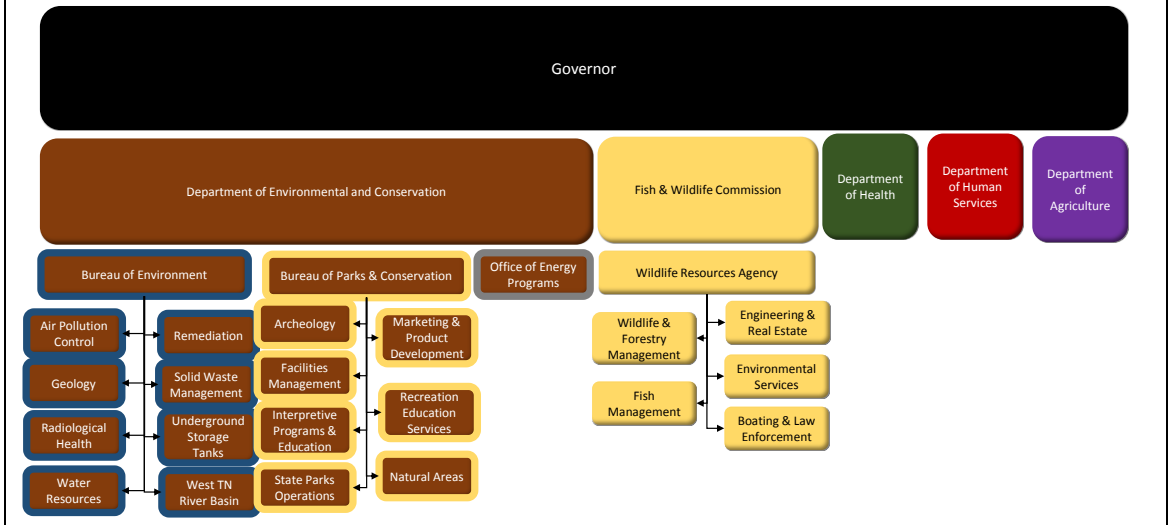 Governor
Department of Environmental and Conservation
Fish & Wildlife Commission
Department
of Health
Department
of Human
Services
Department
of
Agriculture
Bureau of Environment
Bureau of Parks & Conservation
Office of Energy
Programs
Wildlife Resources Agency
Air Pollution
Control
Remediation
Geology
Solid Waste
Management
Radiological
Health
Underground
Storage
Tanks
Water
Resources
West TN
River Basin
Archeology
Marketing &
Product
Development
Facilities
Management
Recreation
Education
Services
Interpretive
Programs &
Education
State Parks
Operations
Natural Areas
Wildlife &
Forestry
Management
Engineering &
Real Estate
Environmental
Services
Fish
Management
Boating & Law
Enforcement